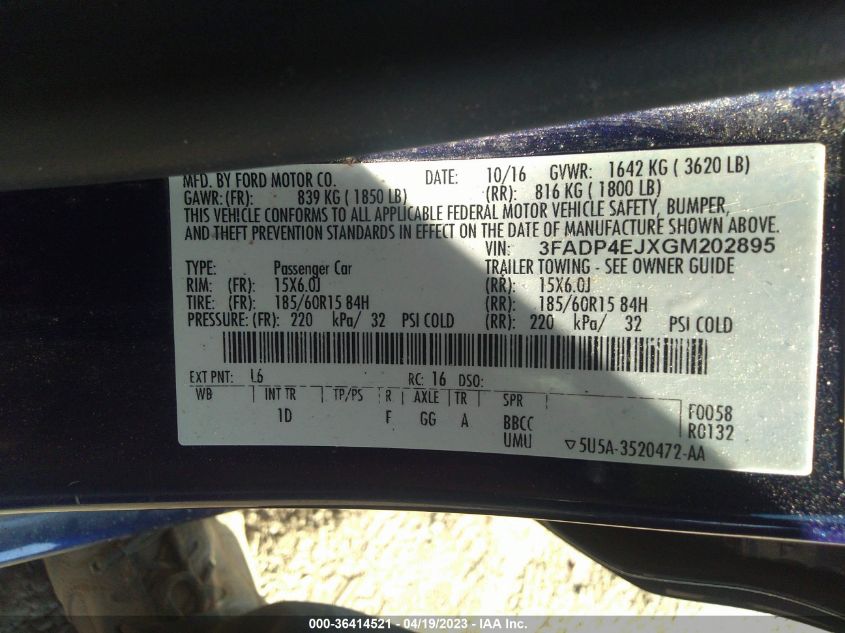 MFD. BY FORD MOTOR CO. DATE: 10/16 GVWR: 1642 KG ( 3620 LB)
GAWR: (FR): 839 KG ( 1850 LB) (RR): 816 KG ( 1800 LB)
THIS VEHICLE CONFORMS TO ALL APPLICABLE FEDERAL MOTOR VEHICLE SAFETY, BUMPER,
AND THEFT PREVENTION STANDARDS IN EFFECT ON THE DATE OF MANUFACTURE SHOWN ABOVE.
VIN: 3FADP4EJXGM202895
TYPE: Passenger Car TRAILER TOWING - SEE OWNER GUIDE
RIM: (FR): 15X6.0J (RR): 15X6.0J
TIRE: (FR): 185/60R15 84H (RR): 185/60R15 84H
PRESSURE: (FR): 220 kPa/ 32 PSI COLD (RR): 220 kPa/ 32 PSI COLD
EXT PNT: L6 RC: 16 DSO:
WB INT TR TP/PS R AXLE TR SPR
1D F GG A BBCC F0058
UMU R0132
▽5U5A-3520472-AA
000-36414521 - 04/19/2023 - IAA Inc.